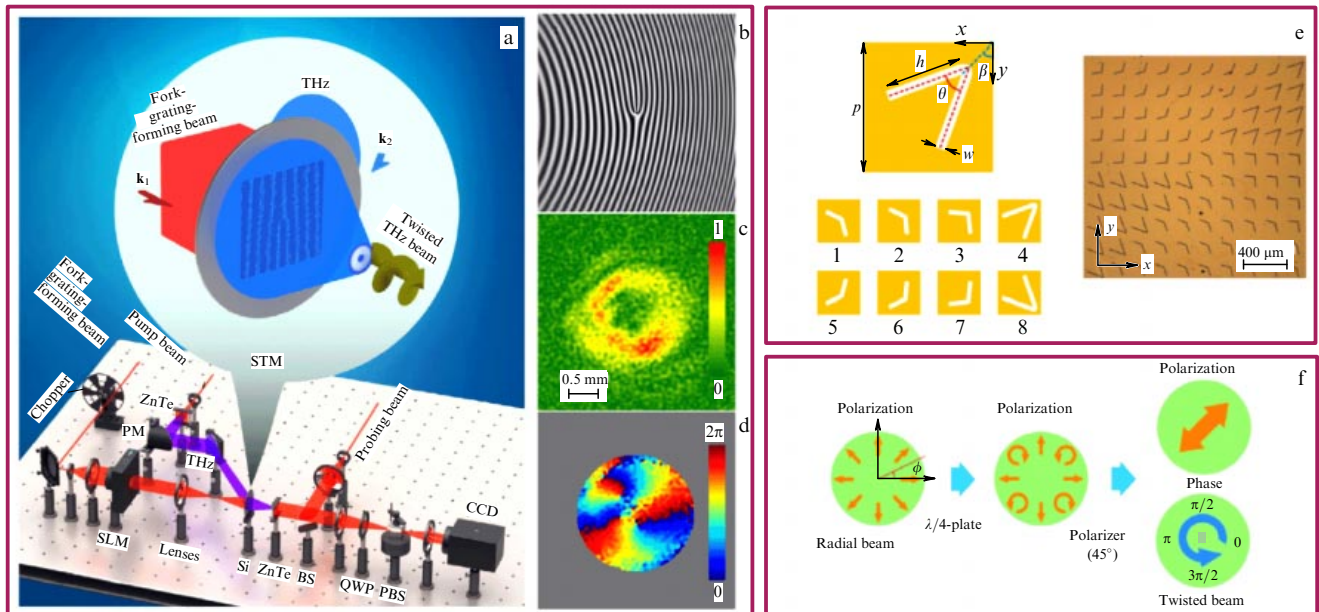 a
THz
Fork-
grating-
forming beam
k₁
k₂
Twisted
THz beam
Fork-
grating-
forming beam
Pump beam
STM
Chopper
ZnTe
PM
THz
Probing beam
SLM
Lenses
Si
ZnTe
BS
QWP
PBS
CCD
b
c
1
0
0.5 mm
d
2π
0
e
x
y
h
β
θ
p
w
1
2
3
4
5
6
7
8
y
x
400 μm
f
Polarization
ϕ
Radial beam
λ/4-plate
Polarization
Polarizer
(45°)
Polarization
Phase
π/2
π
0
3π/2
Twisted beam